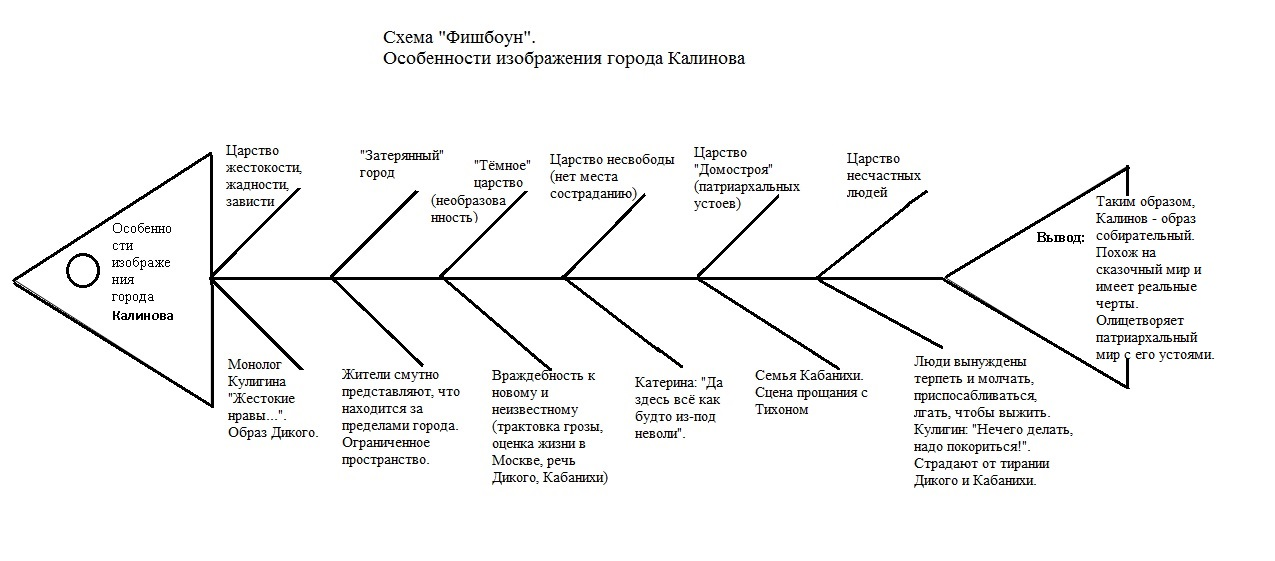 Схема "Фишбоун".
Особенности изображения города Калинова
Царство
жестокости,
жадности,
зависти
"Затерянный"
город
"Тёмное"
царство
(необразова
нность)
Царство несвободы
(нет места
состраданию)
Царство
"Домостроя"
(патриархальных
устоев)
Царство
несчастных
людей
Особенно
сти
изображе
ния
города
Калинова
Вывод:
Таким образом,
Калинов - образ
собирательный.
Похож на
сказочный мир и
имеет реальные
черты.
Олицетворяет
патриархальный
мир с его устоями.
Монолог
Кулигина
"Жестокие
нравы...".
Образ Дикого.
Жители смутно
представляют, что
находится за
пределами города.
Ограниченное
пространство.
Враждебность к
новому и
неизвестному
(трактовка грозы,
оценка жизни в
Москве, речь
Дикого, Кабанихи)
Катерина: "Да
здесь всё как
будто из-под
неволи".
Семья Кабанихи.
Сцена прощания с
Тихоном
Люди вынуждены
терпеть и молчать,
приспосабливаться,
лгать, чтобы выжить.
Кулигин: "Нечего делать,
надо покориться!".
Страдают от тирании
Дикого и Кабанихи.